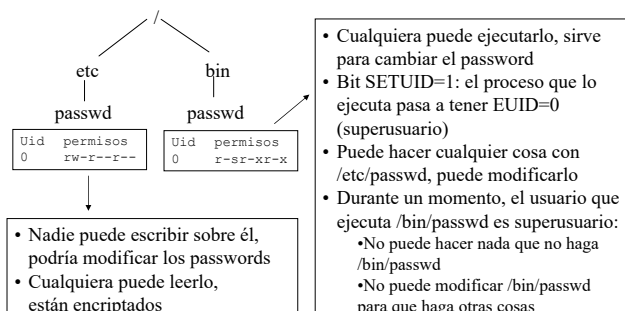 /
etc
bin
passwd
passwd
Uid permisos
0 rw-r--r--
Uid permisos
0 r-sr-xr-x
• Nadie puede escribir sobre él,
podría modificar los passwords
• Cualquiera puede leerlo,
están encriptados
• Cualquiera puede ejecutarlo, sirve
para cambiar el password
• Bit SETUID=1: el proceso que lo
ejecuta pasa a tener EUID=0
(superusuario)
• Puede hacer cualquier cosa con
/etc/passwd, puede modificarlo
• Durante un momento, el usuario que
ejecuta /bin/passwd es superusuario:
•No puede hacer nada que no haga
/bin/passwd
•No puede modificar /bin/passwd
para que haga otras cosas